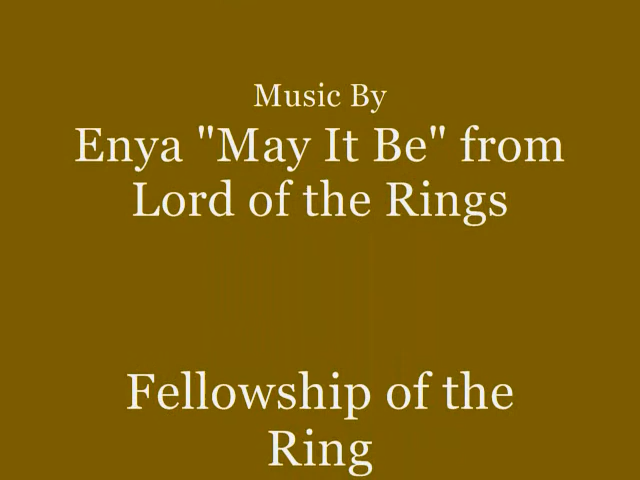 Music By
Enya "May It Be" from
Lord of the Rings
Fellowship of the
Ring